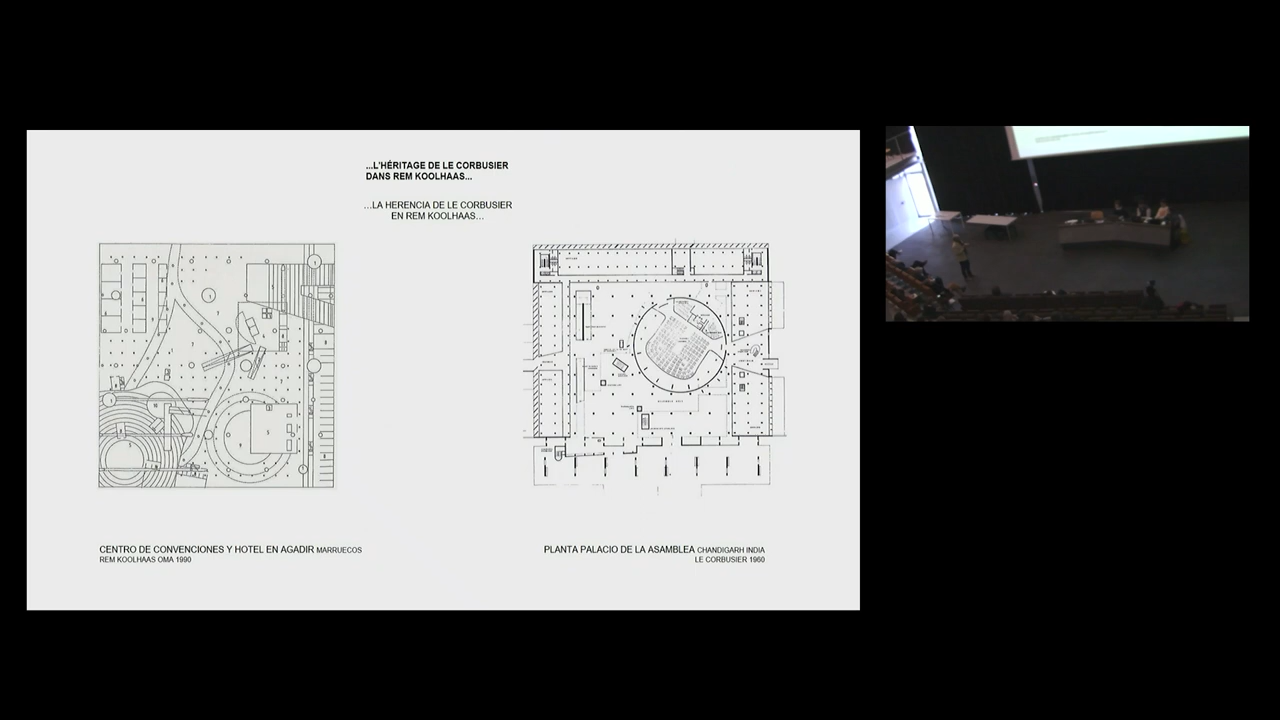 ...L'HÉRITAGE DE LE CORBUSIER
DANS REM KOOLHAAS...
...LA HERENCIA DE LE CORBUSIER
EN REM KOOLHAAS...
CENTRO DE CONVENCIONES Y HOTEL EN AGADIR MARRUECOS
REM KOOLHAAS OMA 1990
PLANTA PALACIO DE LA ASAMBLEA CHANDIGARH INDIA
LE CORBUSIER 1960